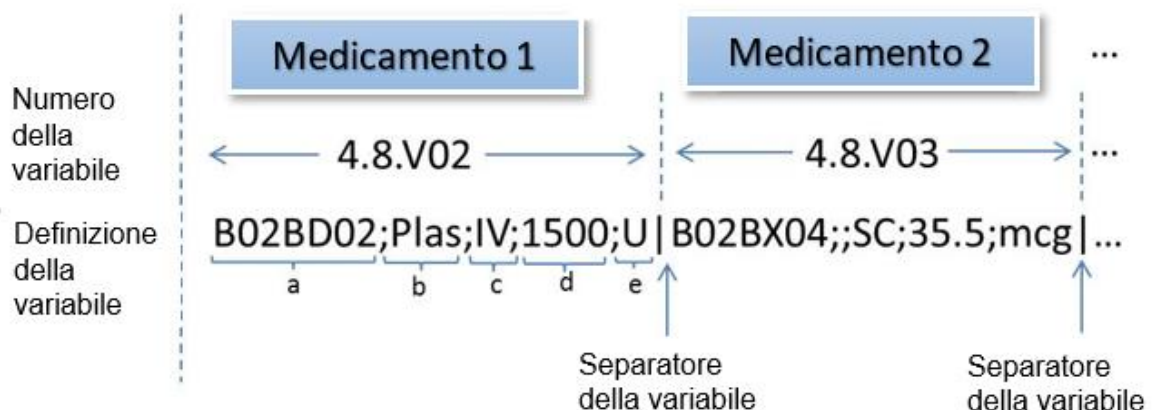 Medicamento 1
Medicamento 2
...
Numero
della
variabile
4.8.V02
4.8.V03
...
Definizione
della
variabile
B02BD02;Plas;IV;1500;U|B02BX04;;SC;35.5;mcg|...
a
b
c
d
e
Separatore
della variabile
Separatore
della variabile